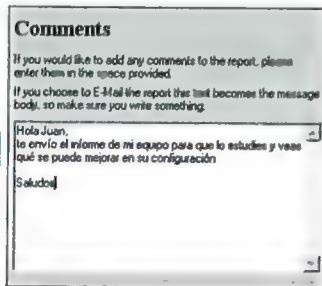 Comments
If you would like to add any comments to the report, please
enter them in the space provided.
If you choose to E-Mail the report this text becomes the message
body, so make sure you write something.
Hola Juan,
te envío el informe de mi equipo para que lo estudies y veas
qué se puede mejorar en su configuración
Saludos